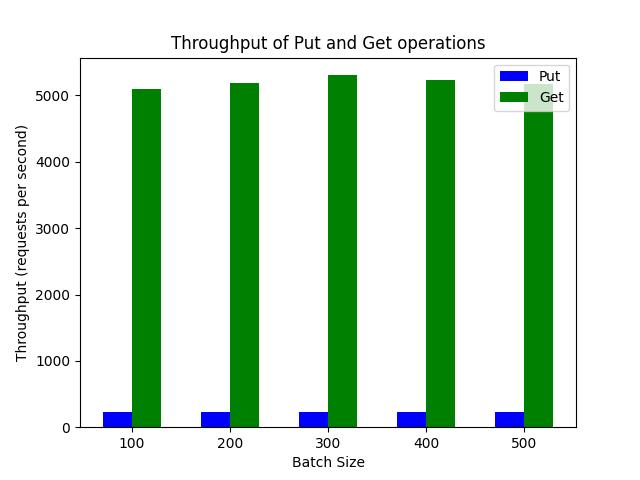 Throughput of Put and Get operations
Put
Get
Throughput (requests per second)
5000
4000
3000
2000
1000
0
100 200 300 400 500
Batch Size